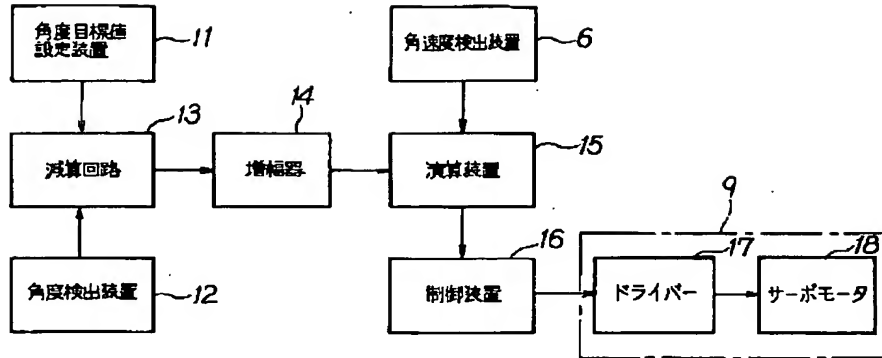 角度目標値
設定装置
11
角速度検出装置
6
減算回路
13
増幅器
14
演算装置
15
角度検出装置
12
制御装置
16
9
ドライバー
17
サーボモータ
18